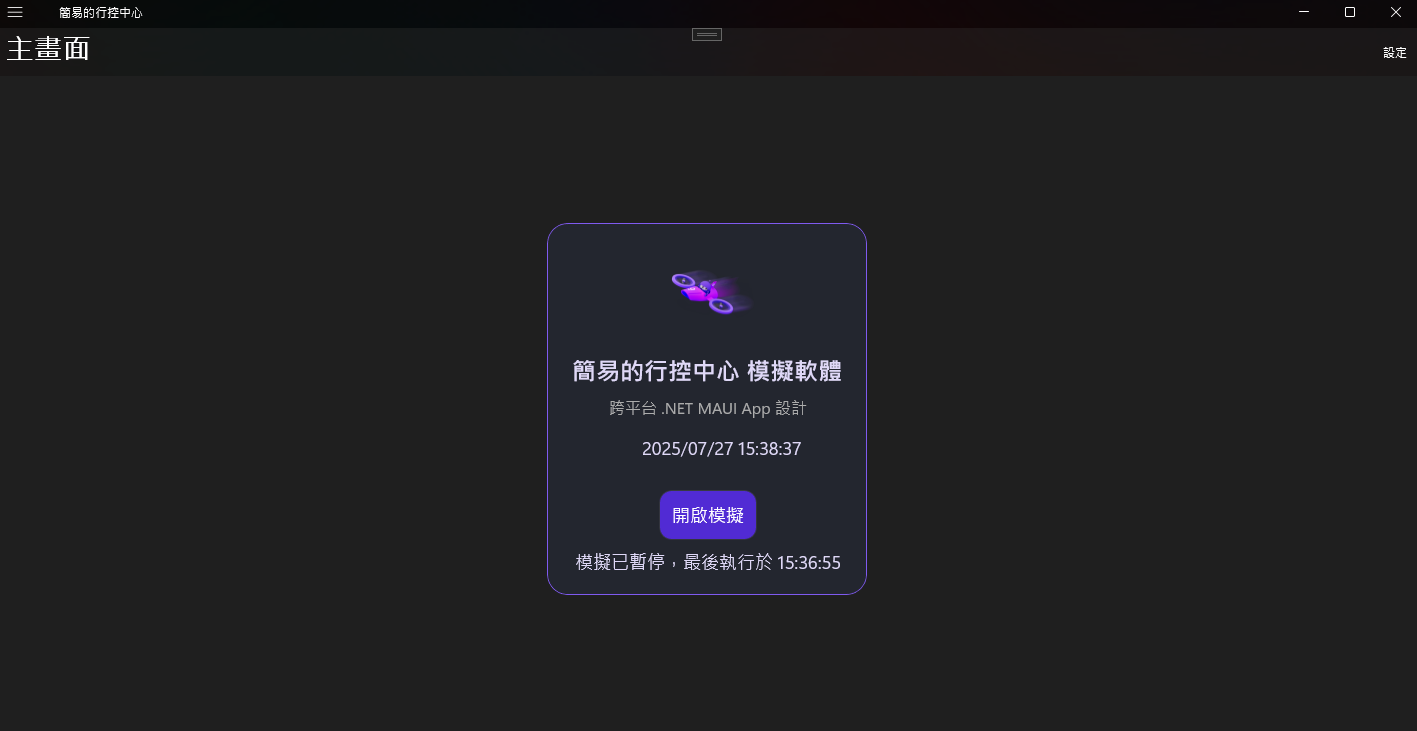 簡易的行控中心
主畫面
設定
簡易的行控中心 模擬軟體
跨平台 .NET MAUI App 設計
2025/07/27 15:38:37
開啟模擬
模擬已暫停，最後執行於 15:36:55